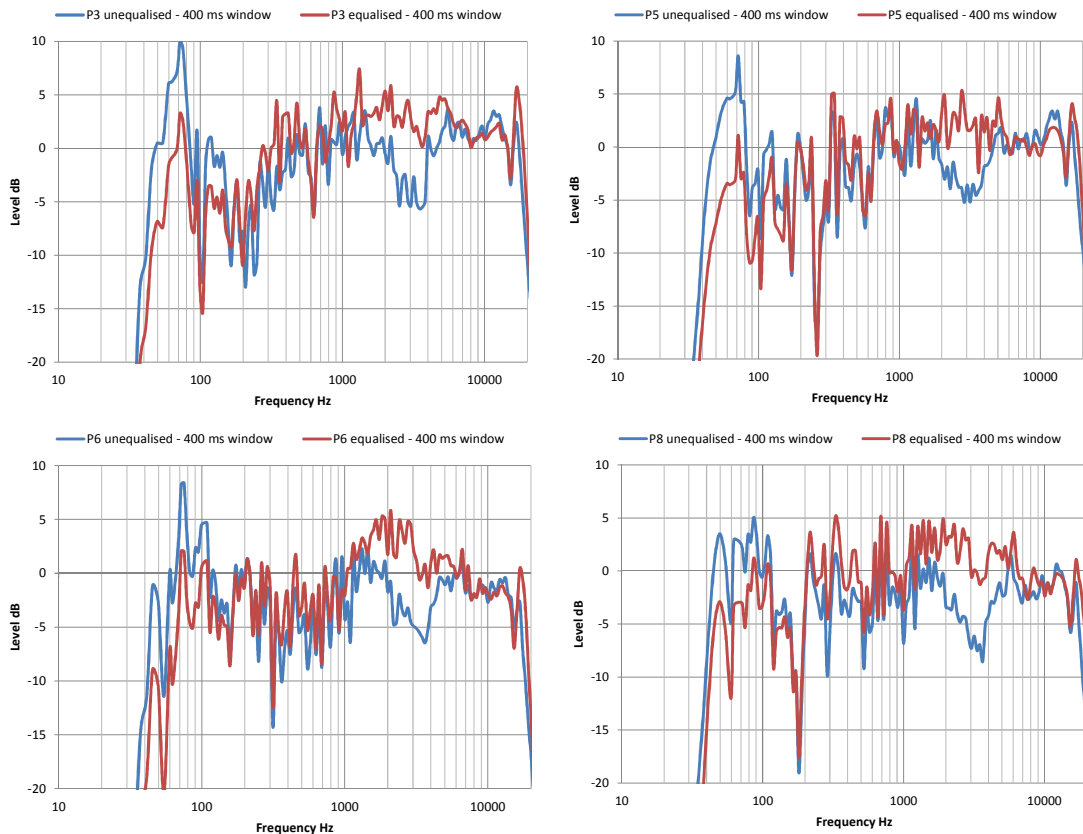 P3 unequalised - 400 ms window P3 equalised - 400 ms window
10
5
0
-5
-10
-15
-20
Level dB
10 100 1000 10000
Frequency Hz
P5 unequalised - 400 ms window P5 equalised - 400 ms window
10
5
0
-5
-10
-15
-20
Level dB
10 100 1000 10000
Frequency Hz
P6 unequalised - 400 ms window P6 equalised - 400 ms window
10
5
0
-5
-10
-15
-20
Level dB
10 100 1000 10000
Frequency Hz
P8 unequalised - 400 ms window P8 equalised - 400 ms window
10
5
0
-5
-10
-15
-20
Level dB
10 100 1000 10000
Frequency Hz